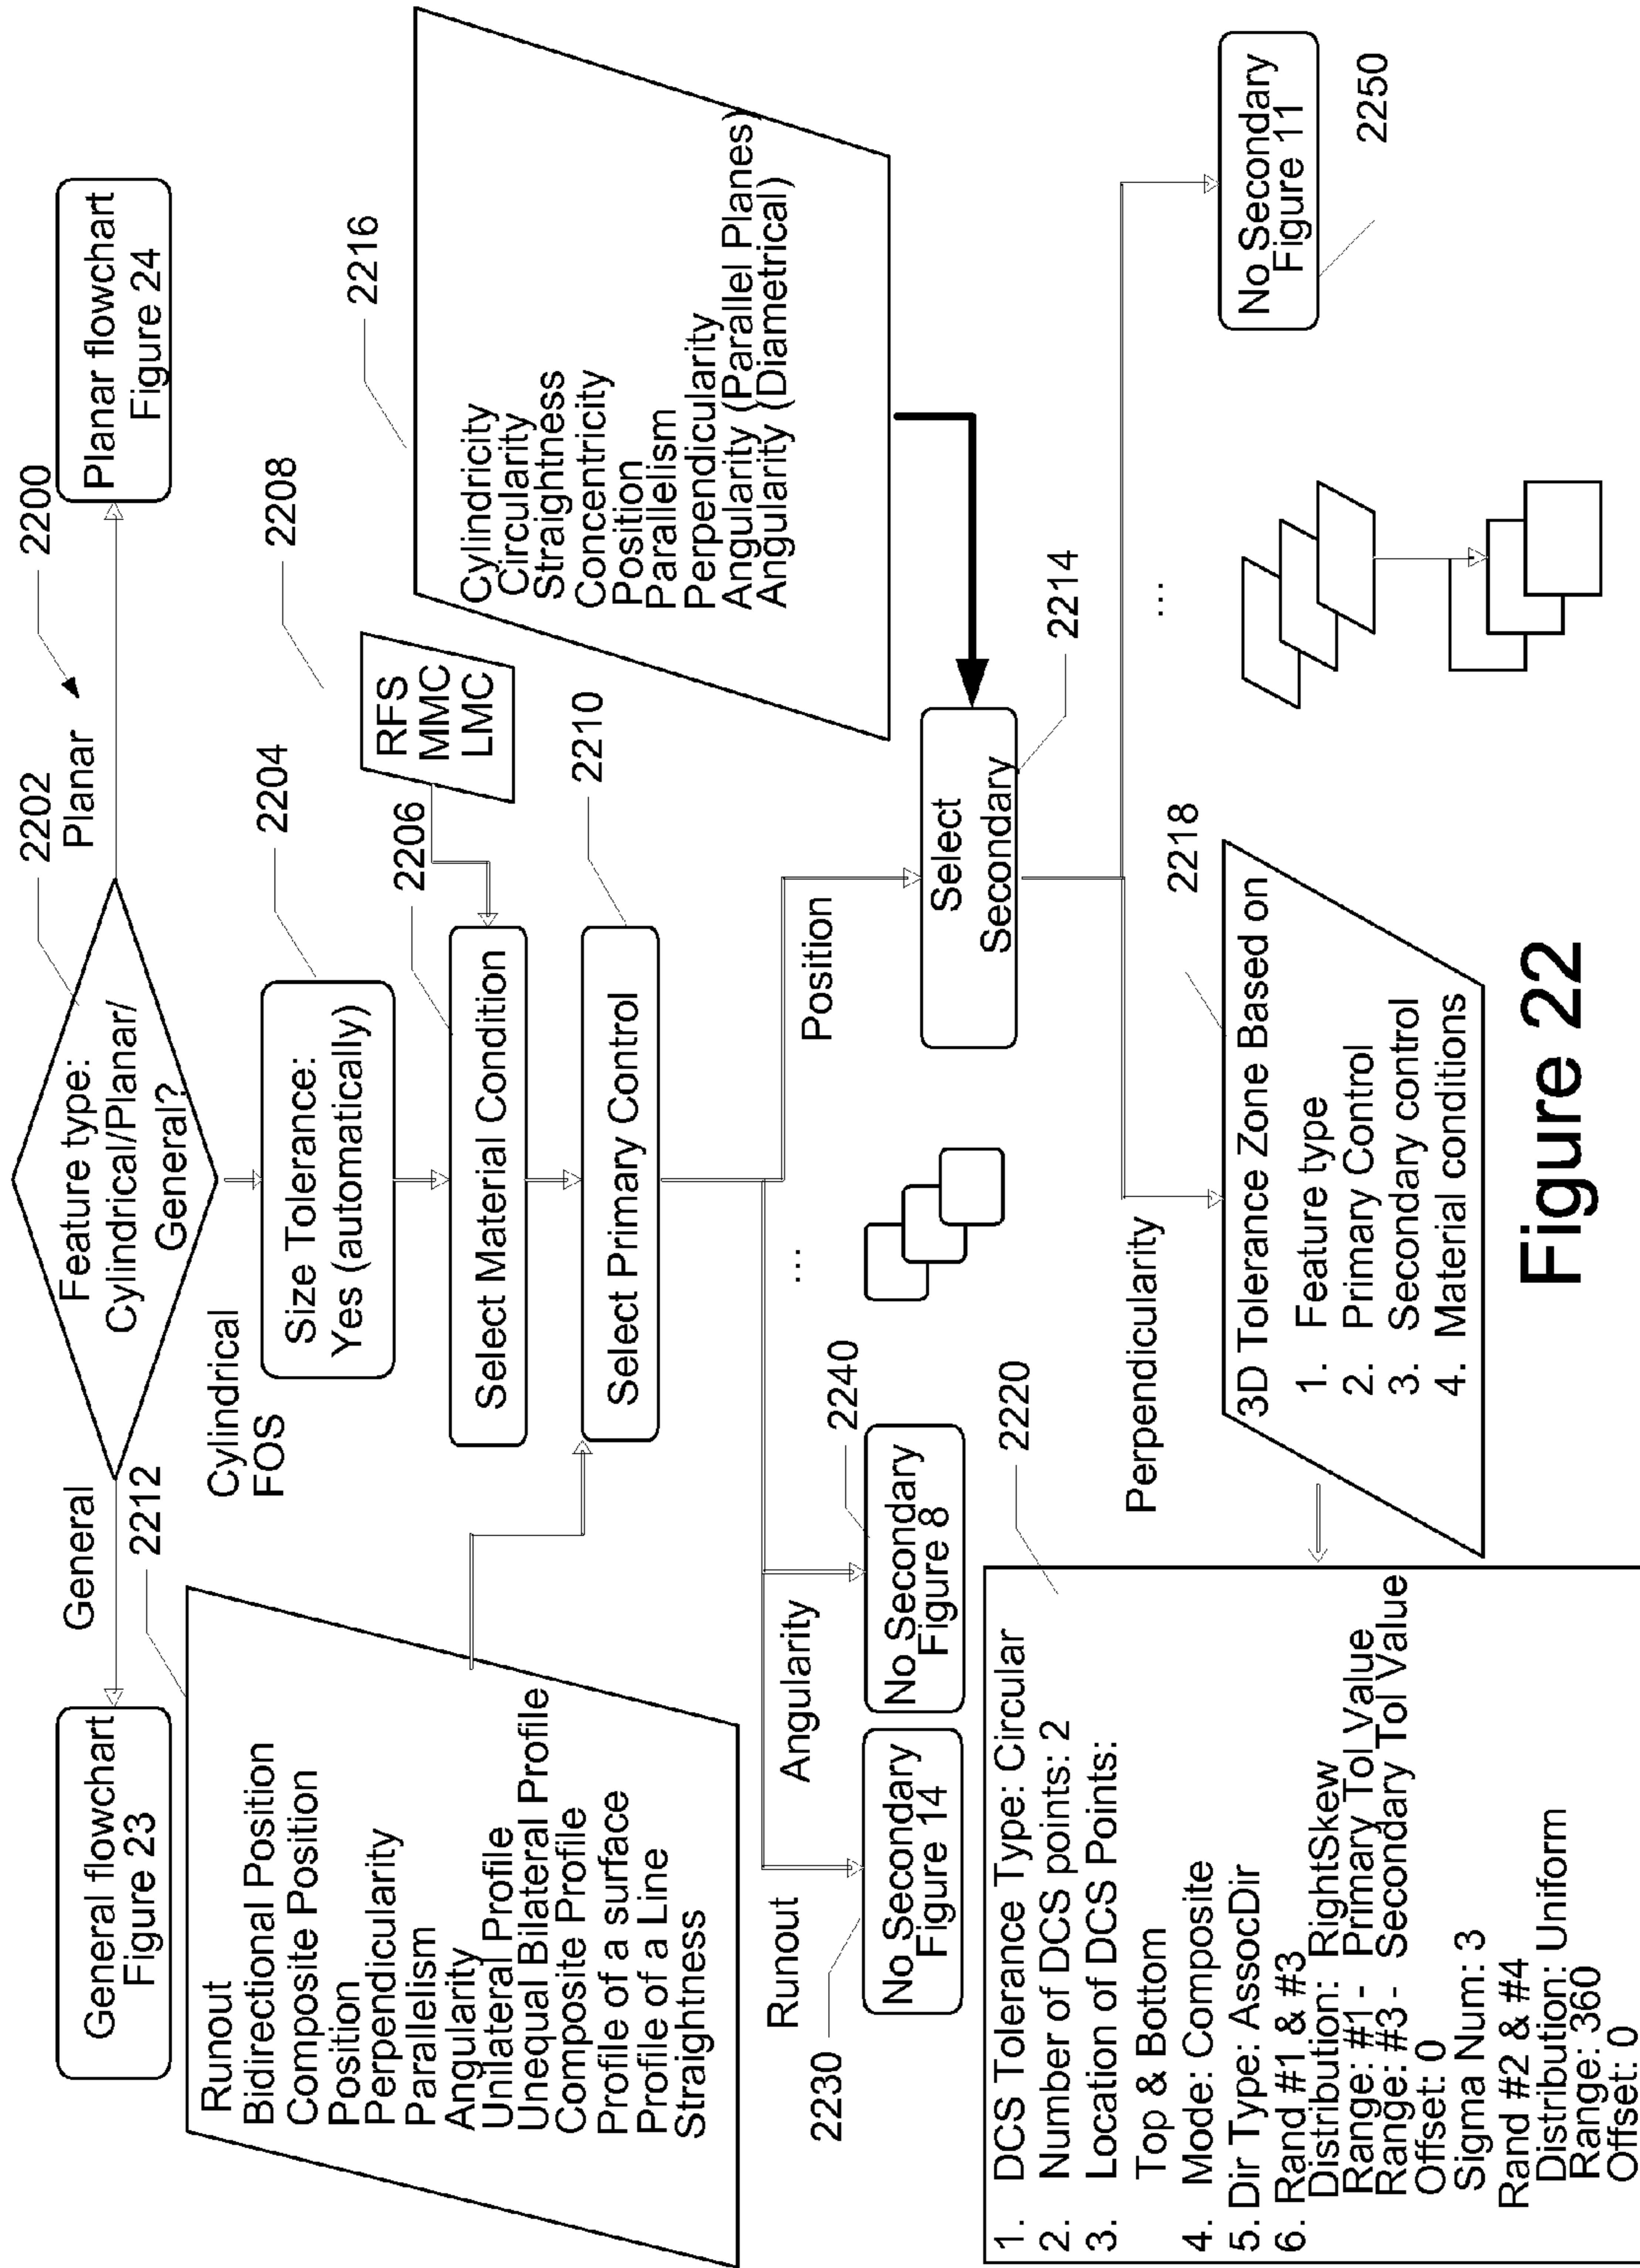 2200
2202
Feature type:
Cylindrical/Planar/
General?
General
Planar
General flowchart
Figure 23
Planar flowchart
Figure 24
2212
Cylindrical
FOS
2204
Size Tolerance:
Yes (automatically)
2208
RFS
MMC
LMC
2206
Select Material Condition
2210
Select Primary Control
Runout
Bidirectional Position
Composite Position
Position
Perpendicularity
Parallelism
Angularity
Unilateral Profile
Unequal Bilateral Profile
Composite Profile
Profile of a surface
Profile of a Line
Straightness
2216
Cylindricity
Circularity
Straightness
Concentricity
Position
Parallelism
Perpendicularity
Angularity (Parallel Planes)
Angularity (Diametrical)
Runout
Angularity
...
Position
2230
No Secondary
Figure 14
2240
No Secondary
Figure 8
Select
Secondary
2214
2220
1. DCS Tolerance Type: Circular
2. Number of DCS points: 2
3. Location of DCS Points:
Top & Bottom
4. Mode: Composite
5. Dir Type: AssocDir
6. Rand #1 & #3
Distribution: RightSkew
Range: #1 - Primary Tol Value
Range: #3 - Secondary Tol Value
Offset: 0
Sigma Num: 3
Rand #2 & #4
Distribution: Uniform
Range: 360
Offset: 0
Perpendicularity
2218
3D Tolerance Zone Based on
1. Feature type
2. Primary Control
3. Secondary control
4. Material conditions
...
No Secondary
Figure 11
2250
Figure 22